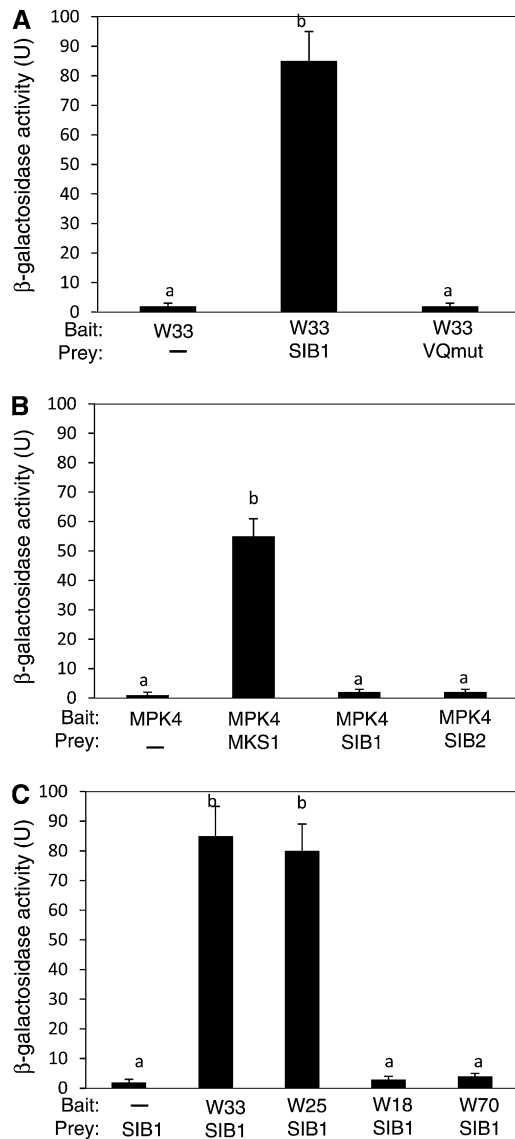 A
β-galactosidase activity (U)
100
90
80
70
60
50
40
30
20
10
0
a
b
a
Bait: W33 W33 W33
Prey: — SIB1 VQmut
B
β-galactosidase activity (U)
100
90
80
70
60
50
40
30
20
10
0
a
b
a
a
Bait: MPK4 MPK4 MPK4 MPK4
Prey: — MKS1 SIB1 SIB2
C
β-galactosidase activity (U)
100
90
80
70
60
50
40
30
20
10
0
a
b
b
a
a
Bait: — W33 W25 W18 W70
Prey: SIB1 SIB1 SIB1 SIB1 SIB1